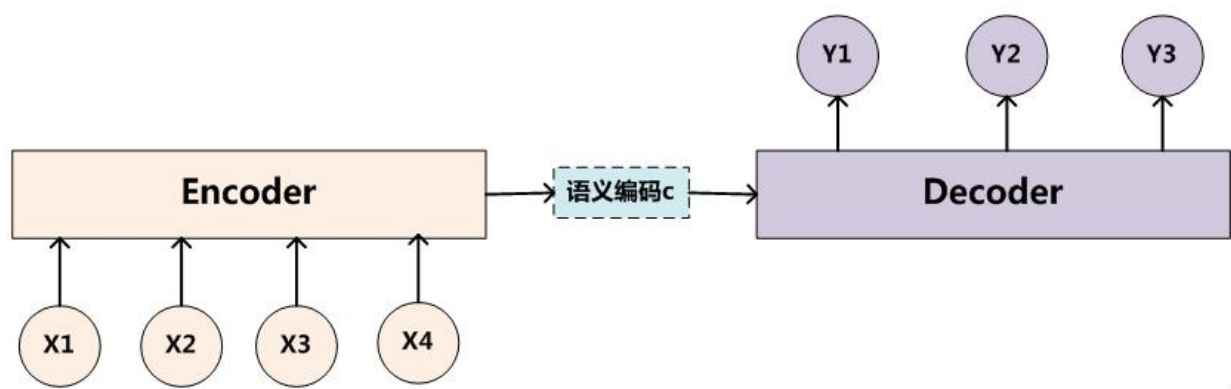 Y1 Y2 Y3
Encoder 语义编码c Decoder
X1 X2 X3 X4